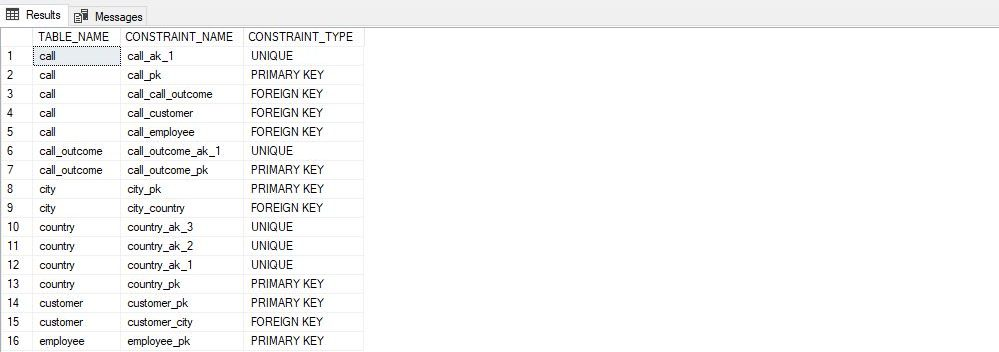 Results Messages
TABLE_NAME CONSTRAINT_NAME CONSTRAINT_TYPE
1 call call_ak_1 UNIQUE
2 call call_pk PRIMARY KEY
3 call call_call_outcome FOREIGN KEY
4 call call_customer FOREIGN KEY
5 call call_employee FOREIGN KEY
6 call_outcome call_outcome_ak_1 UNIQUE
7 call_outcome call_outcome_pk PRIMARY KEY
8 city city_pk PRIMARY KEY
9 city city_country FOREIGN KEY
10 country country_ak_3 UNIQUE
11 country country_ak_2 UNIQUE
12 country country_ak_1 UNIQUE
13 country country_pk PRIMARY KEY
14 customer customer_pk PRIMARY KEY
15 customer customer_city FOREIGN KEY
16 employee employee_pk PRIMARY KEY